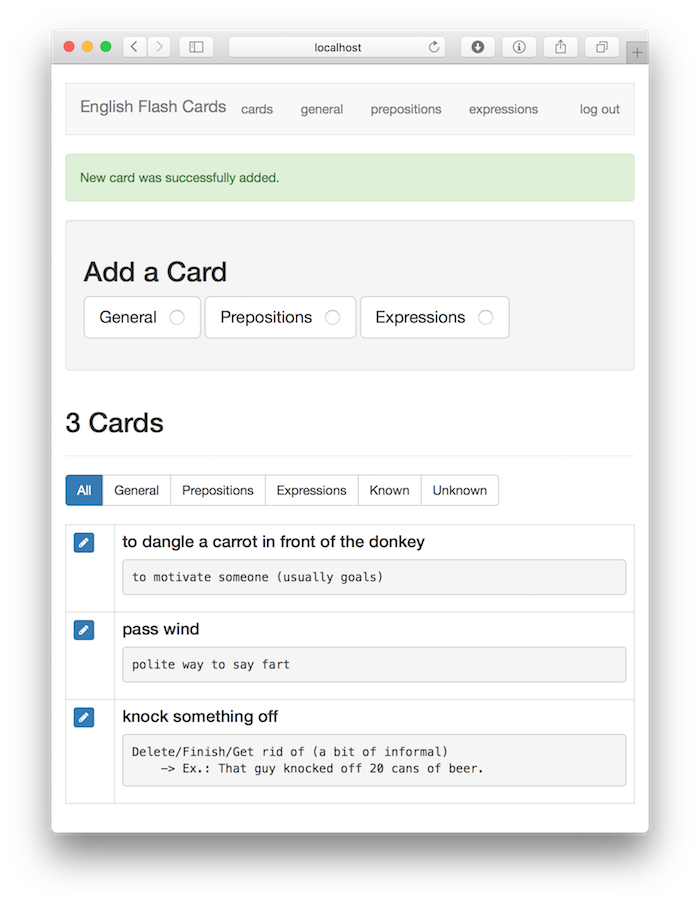 localhost
English Flash Cards cards general prepositions expressions log out
New card was successfully added.
Add a Card
General Prepositions Expressions
3 Cards
All General Prepositions Expressions Known Unknown
to dangle a carrot in front of the donkey
to motivate someone (usually goals)
pass wind
polite way to say fart
knock something off
Delete/Finish/Get rid of (a bit of informal)
—> Ex.: That guy knocked off 20 cans of beer.